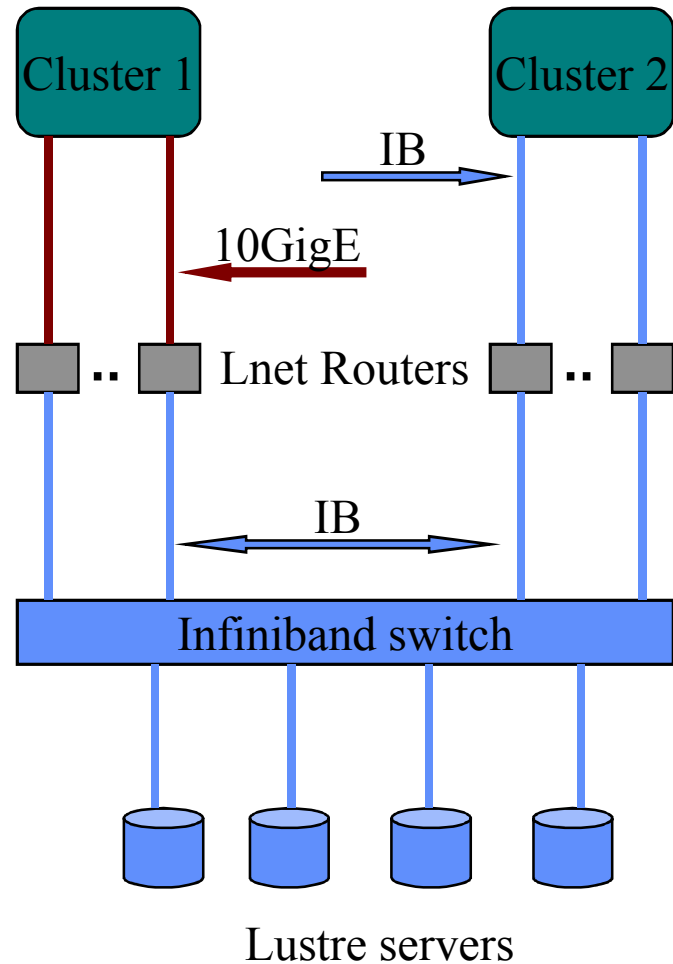 Cluster 1
Cluster 2
IB
10GigE
.. Lnet Routers ..
IB
Infiniband switch
Lustre servers